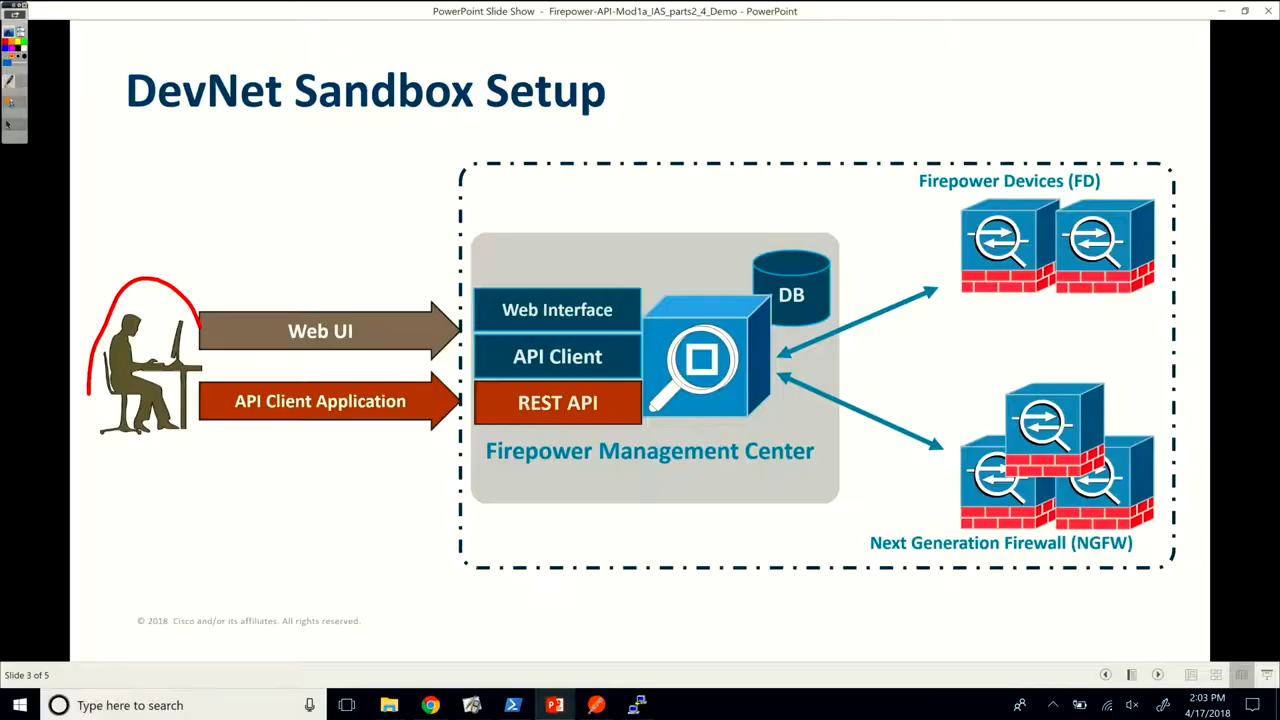 PowerPoint Slide Show - Firepower-API-Mod1a_IAS_parts2_4_Demo - PowerPoint
DevNet Sandbox Setup
Firepower Devices (FD)
DB
Web Interface
Web UI
API Client
API Client Application
REST API
Firepower Management Center
Next Generation Firewall (NGFW)
© 2018 Cisco and/or its affiliates. All rights reserved.
Slide 3 of 5
Type here to search
2:03 PM
4/17/2018